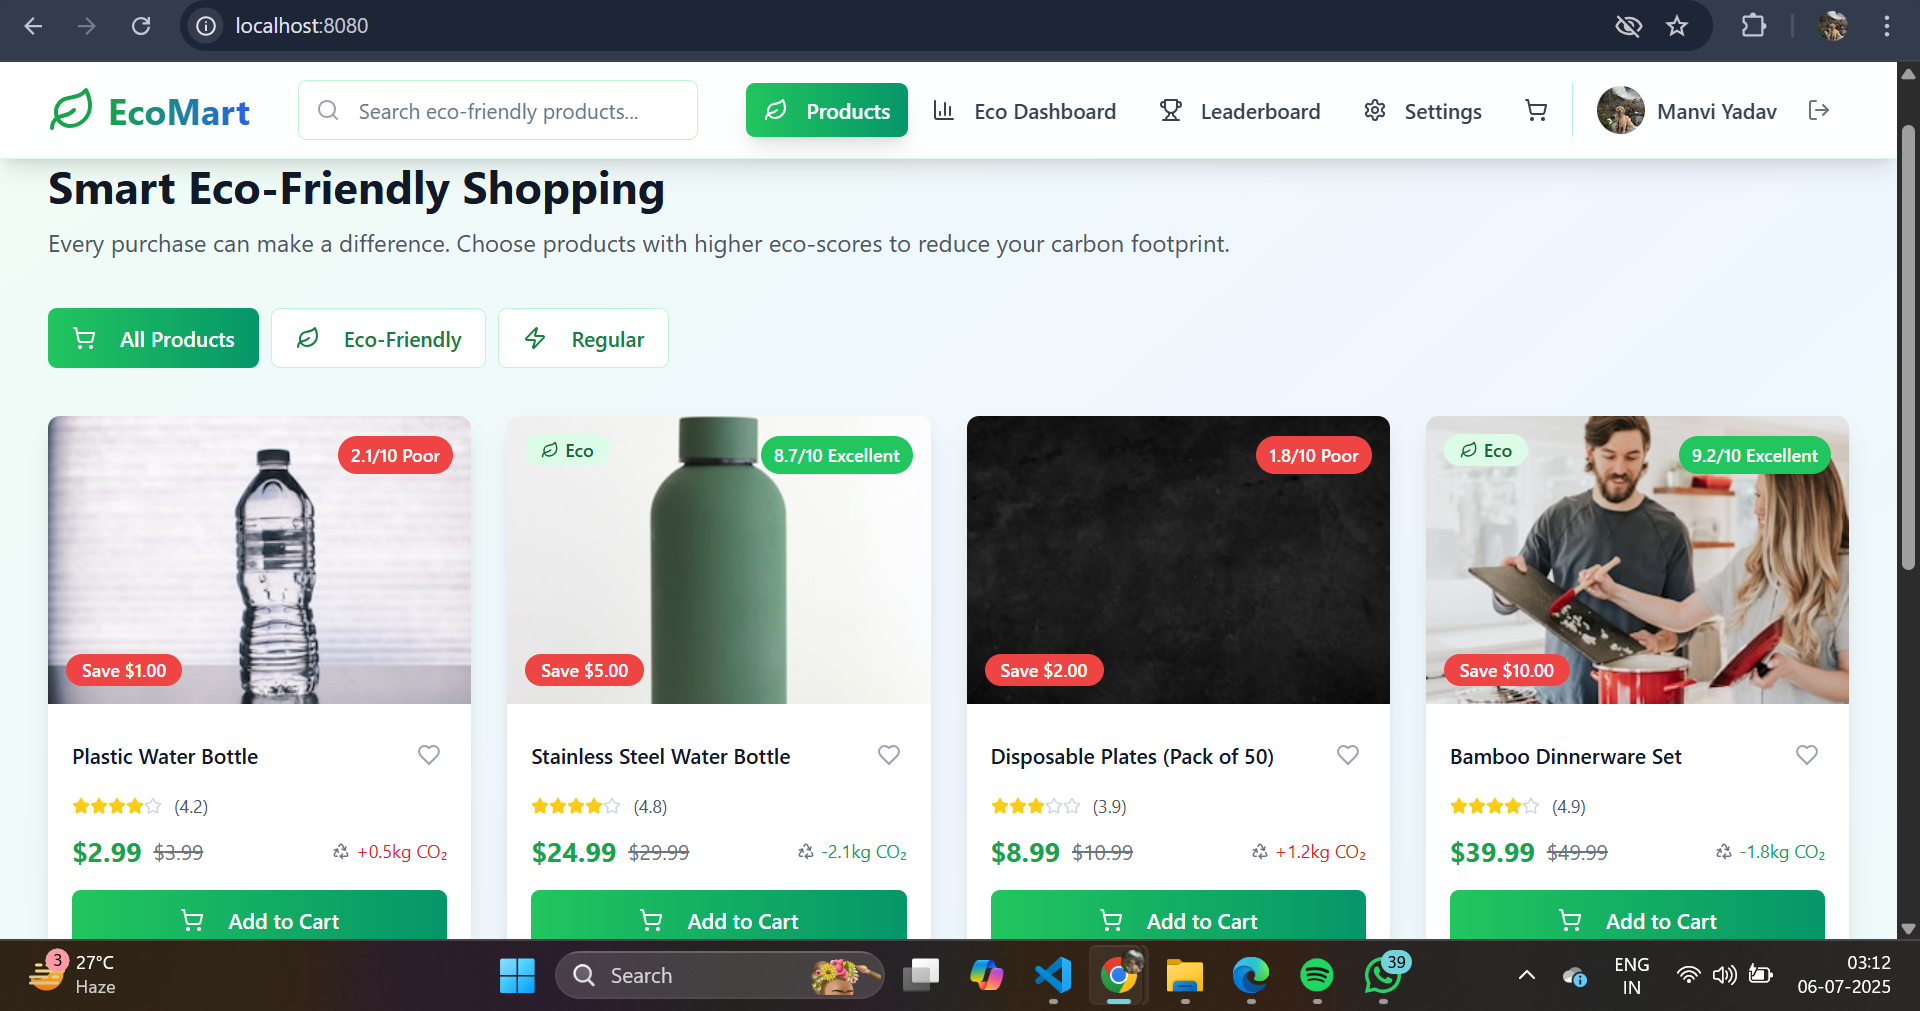 localhost:8080
EcoMart
Search eco-friendly products...
Products
Eco Dashboard
Leaderboard
Settings
Manvi Yadav
Smart Eco-Friendly Shopping
Every purchase can make a difference. Choose products with higher eco-scores to reduce your carbon footprint.
All Products
Eco-Friendly
Regular
2.1/10 Poor
Save $1.00
Plastic Water Bottle
(4.2)
$2.99 $3.99
+0.5kg CO₂
Add to Cart
Eco
8.7/10 Excellent
Save $5.00
Stainless Steel Water Bottle
(4.8)
$24.99 $29.99
-2.1kg CO₂
Add to Cart
1.8/10 Poor
Save $2.00
Disposable Plates (Pack of 50)
(3.9)
$8.99 $10.99
+1.2kg CO₂
Add to Cart
Eco
9.2/10 Excellent
Save $10.00
Bamboo Dinnerware Set
(4.9)
$39.99 $49.99
-1.8kg CO₂
Add to Cart
3
27°C
Haze
Search
39
ENG
IN
03:12
06-07-2025